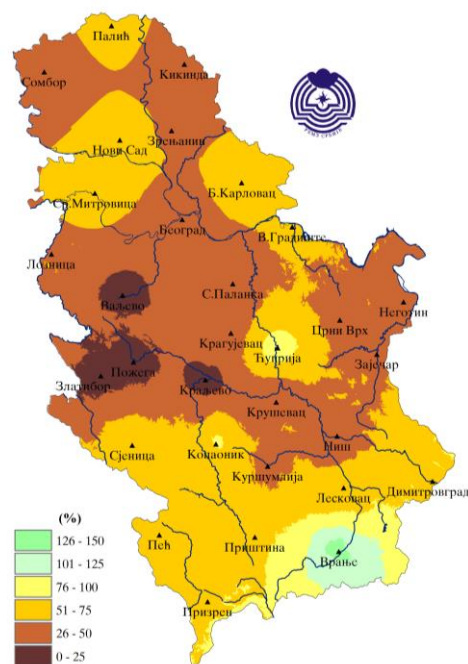 Палић
Сомбор
Кикинда
Зрењанин
Нови Сад
Ср.Митровица
Б.Карловац
Београд
В.Градиште
Лозница
Ваљево
С.Паланка
Неготин
Црни Врх
Крагујевац
Ћуприја
Зајечар
Пожега
Златибор
Краљево
Крушевац
Ниш
Сјеница
Копаоник
Куршумлија
Димитровград
Лесковац
(%)
126 - 150
101 - 125
76 - 100
51 - 75
26 - 50
0 - 25
Пећ
Приштина
Врање
Призрен